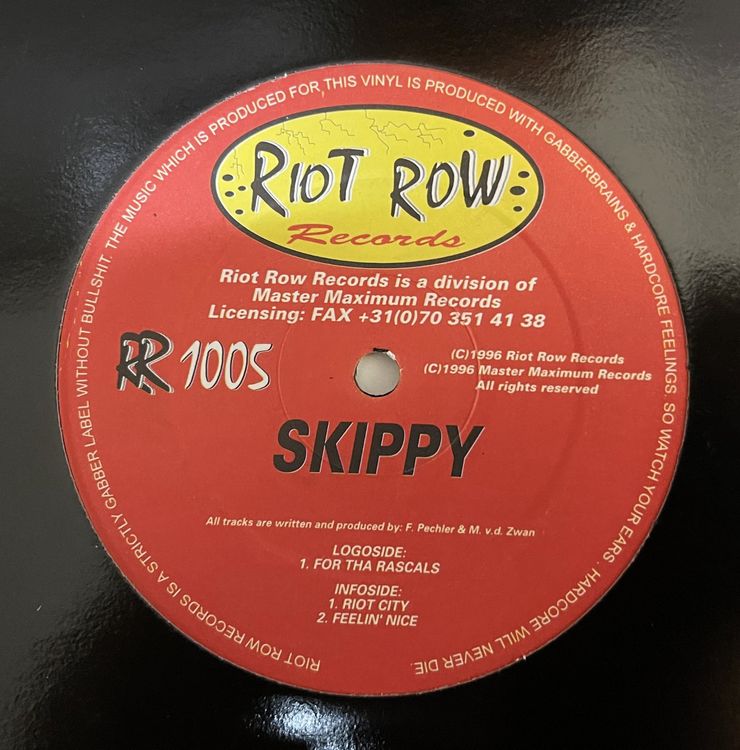 RIOT ROW RECORDS IS A STRICTLY GABBER LABEL WITHOUT BULLSHIT. THE MUSIC WHICH IS PRODUCED FOR,THIS VINYL IS PRODUCED WITH GABBERBRAINS & HARDCORE FEELINGS. SO WATCH YOUR EARS . HARDCORE WILL NEVER DIE.
RIOT ROW
Records
Riot Row Records is a division of
Master Maximum Records
Licensing: FAX +31(0)70 351 41 38
RR 1005
(C)1996 Riot Row Records
(C)1996 Master Maximum Records
All rights reserved
SKIPPY
All tracks are written and produced by: F. Pechler & M. v.d. Zwan
LOGOSIDE:
1. FOR THA RASCALS
INFOSIDE:
1. RIOT CITY
2. FEELIN' NICE